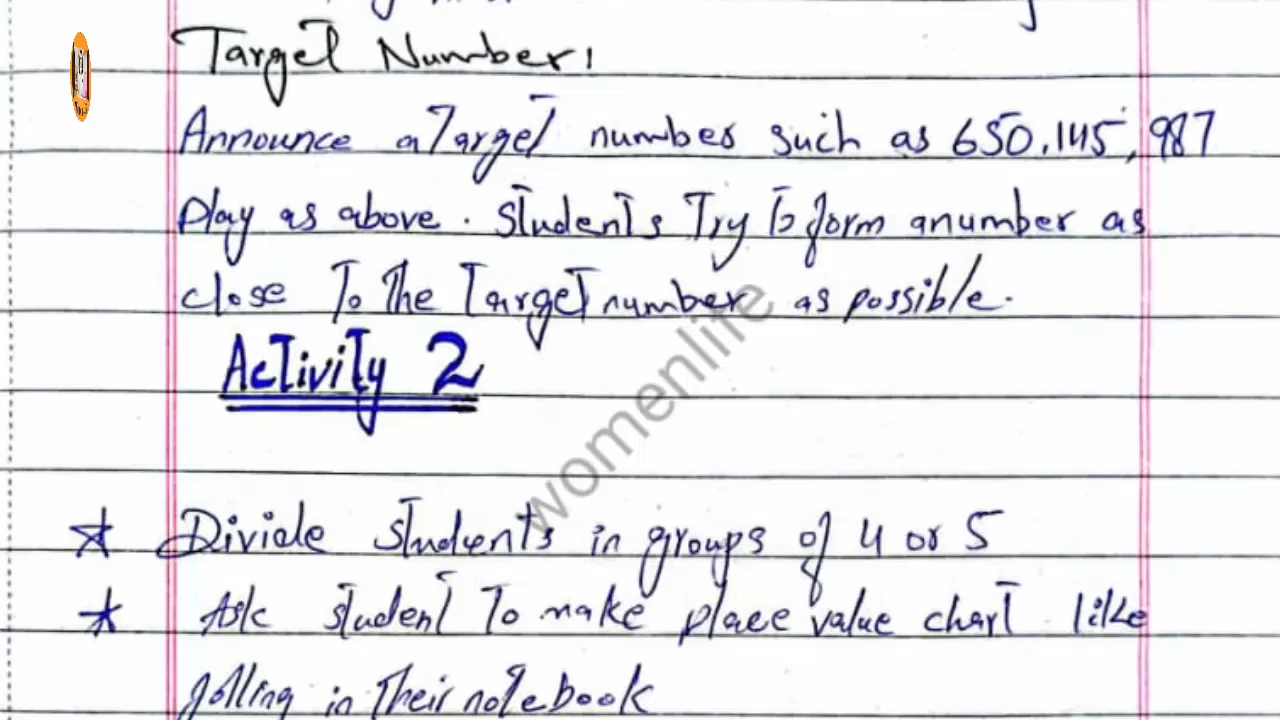 Target Number:
Announce a Target number such as 650,145,987
play as above. Students Try to form a number as
close To The Target number as possible.
Activity 2
womenlife
★ Divide students in groups of 4 or 5
★ Ask student To make place value chart like
folling in Their notebook